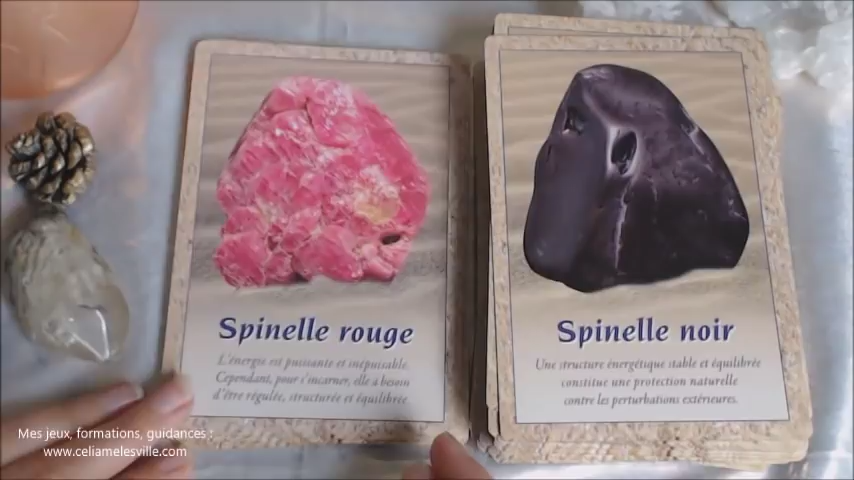 Spinelle rouge
L'énergie est puissante et inépuisable.
Cependant, pour s'incarner, elle a besoin
d'être régulée, structurée et équilibrée.
Spinelle noir
Une structure énergétique stable et équilibrée
constitue une protection naturelle
contre les perturbations extérieures.
Mes jeux, formations, guidances :
www.celiamelesville.com